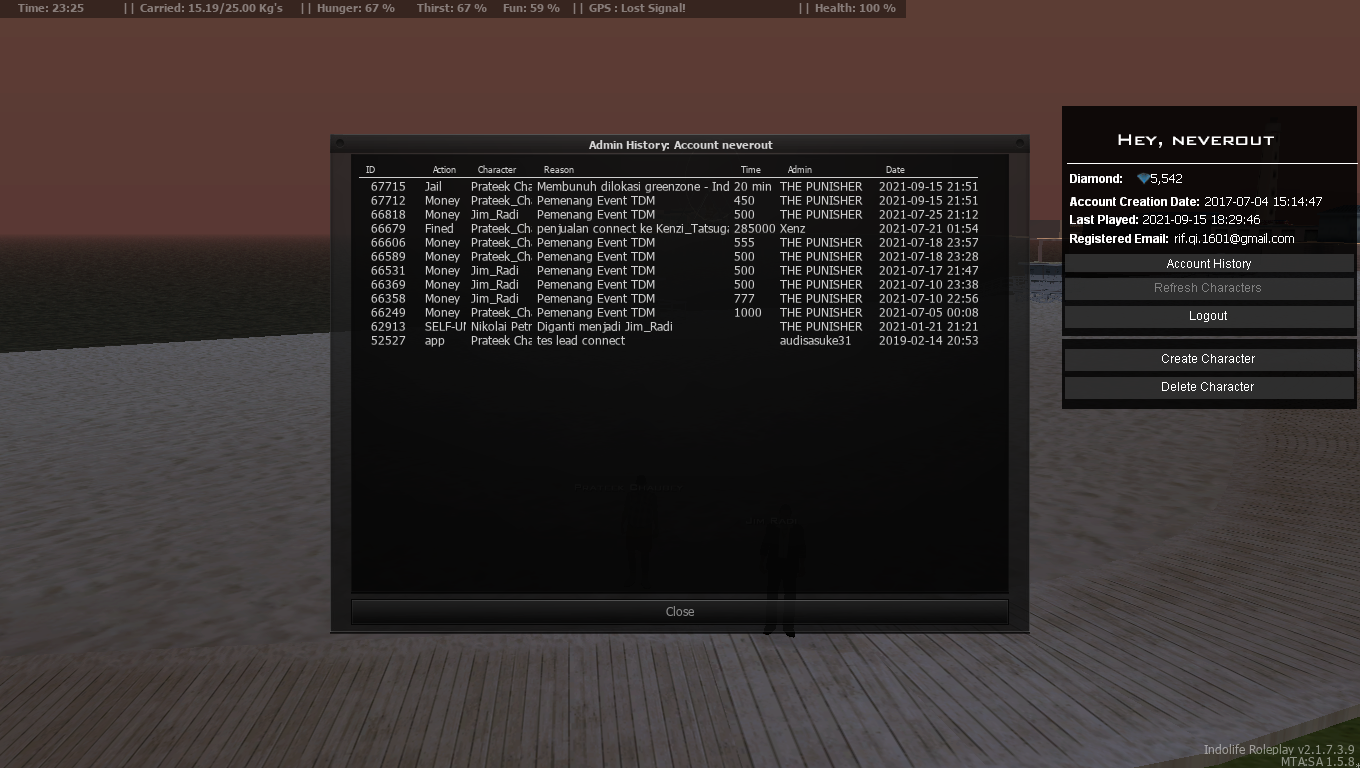 Time: 23:25 || Carried: 15.19/25.00 Kg's || Hunger: 67 % Thirst: 67 % Fun: 59 % || GPS : Lost Signal! || Health: 100 %
Admin History: Account neverout
ID Action Character Reason Time Admin Date
67715 Jail Prateek Cha Membunuh dilokasi greenzone - Ind 20 min THE PUNISHER 2021-09-15 21:51
67712 Money Prateek_Ch Pemenang Event TDM 450 THE PUNISHER 2021-09-15 21:51
66818 Money Jim_Radi Pemenang Event TDM 500 THE PUNISHER 2021-07-25 21:12
66679 Fined Prateek_Ch penjualan connect ke Kenzi_Tatsuga 285000 Xenz 2021-07-21 01:54
66606 Money Prateek_Ch Pemenang Event TDM 555 THE PUNISHER 2021-07-18 23:57
66589 Money Prateek_Ch Pemenang Event TDM 500 THE PUNISHER 2021-07-18 23:28
66531 Money Jim_Radi Pemenang Event TDM 500 THE PUNISHER 2021-07-17 21:47
66369 Money Jim_Radi Pemenang Event TDM 500 THE PUNISHER 2021-07-10 23:38
66358 Money Jim_Radi Pemenang Event TDM 777 THE PUNISHER 2021-07-10 22:56
66249 Money Prateek_Ch Pemenang Event TDM 1000 THE PUNISHER 2021-07-05 00:08
62913 SELF-UN Nikolai Petr Diganti menjadi Jim_Radi THE PUNISHER 2021-01-21 21:21
52527 app Prateek Cha tes lead connect audisasuke31 2019-02-14 20:53
Close
Hey, neverout
Diamond: 5,542
Account Creation Date: 2017-07-04 15:14:47
Last Played: 2021-09-15 18:29:46
Registered Email: rif.qi.1601@gmail.com
Account History
Refresh Characters
Logout
Create Character
Delete Character
Indolife Roleplay v2.1.7.3.9
MTA:SA 1.5.8